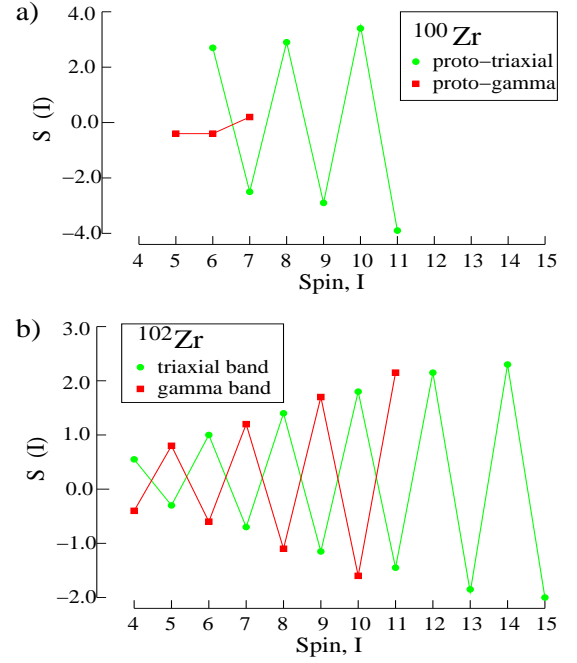 a)
4.0
2.0
0.0
−2.0
−4.0
S (I)
100Zr
proto−triaxial
proto−gamma
4 5 6 7 8 9 10 11 12 13 14 15
Spin, I
b)
3.0
2.0
1.0
0.0
−1.0
−2.0
S (I)
102Zr
triaxial band
gamma band
4 5 6 7 8 9 10 11 12 13 14 15
Spin, I